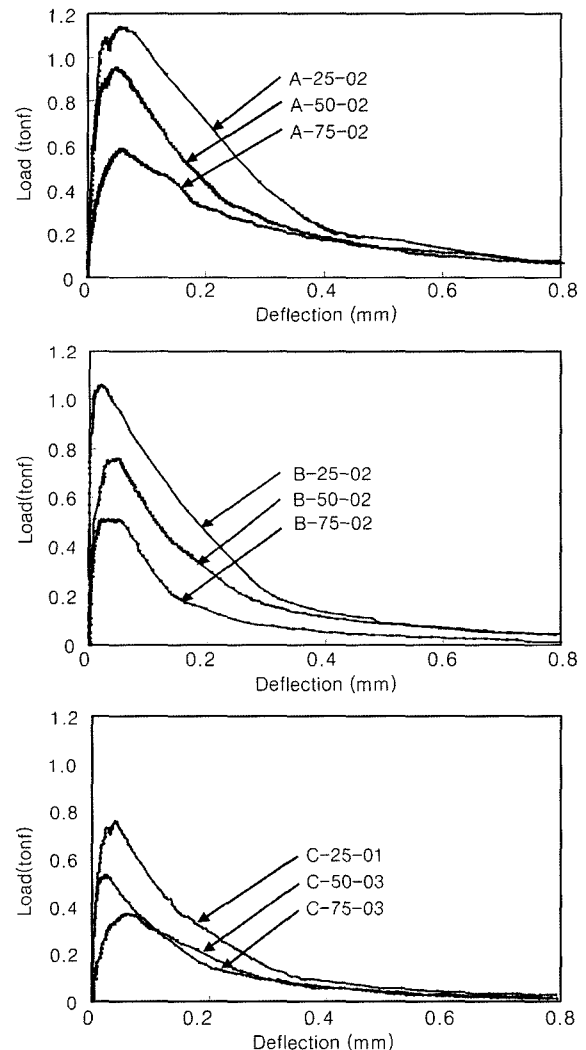 Load (tonf)
1.2
1.0
0.8
0.6
0.4
0.2
0
A-25-02
A-50-02
A-75-02
0 0.2 0.4 0.6 0.8
Deflection (mm)
Load(tonf)
1.2
1.0
0.8
0.6
0.4
0.2
0
B-25-02
B-50-02
B-75-02
0 0.2 0.4 0.6 0.8
Deflection (mm)
Load(tonf)
1.2
1.0
0.8
0.6
0.4
0.2
0
C-25-01
C-50-03
C-75-03
0 0.2 0.4 0.6 0.8
Deflection (mm)